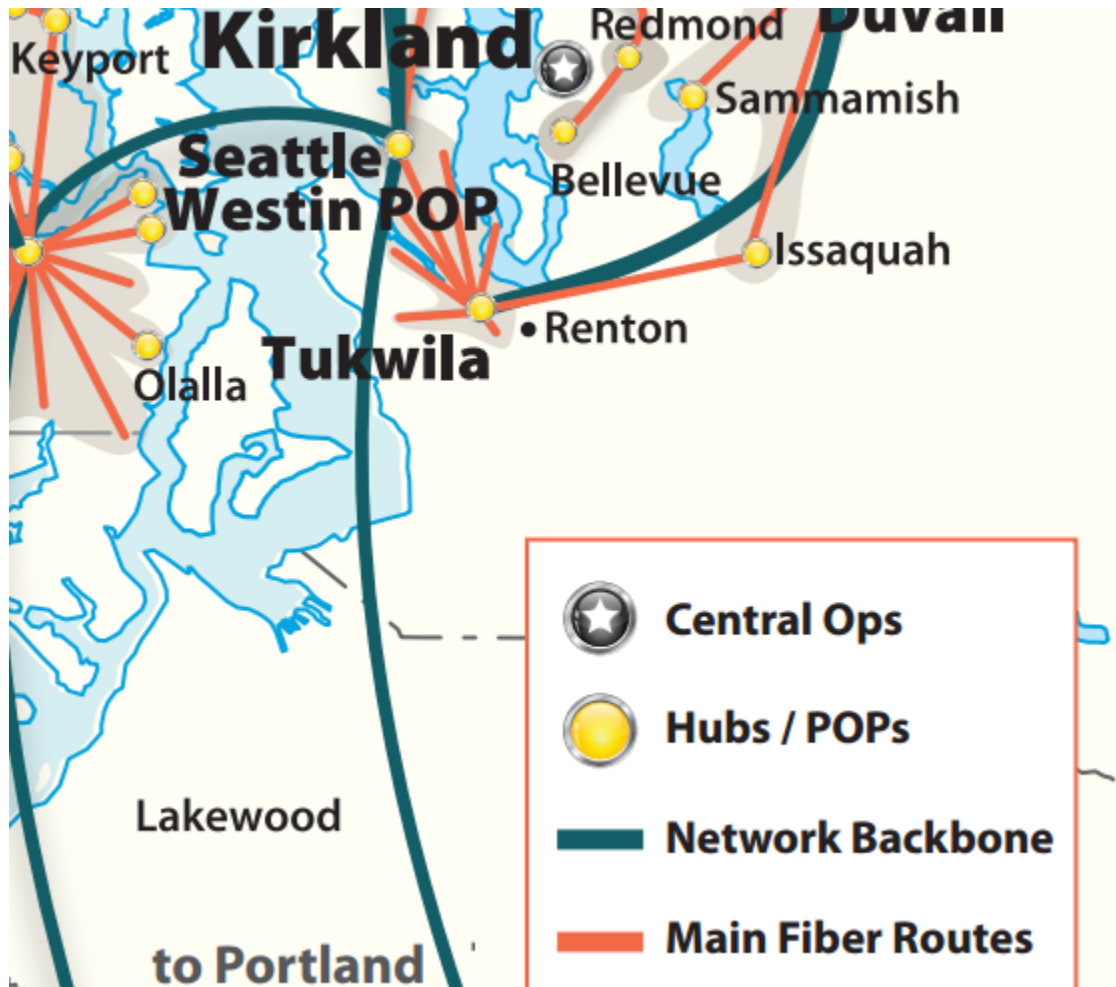 Duvall
Redmond
Kirkland
Keyport
Sammamish
Seattle
Westin POP
Bellevue
Issaquah
• Renton
Tukwila
Olalla
Central Ops
Hubs / POPs
Lakewood
Network Backbone
Main Fiber Routes
to Portland